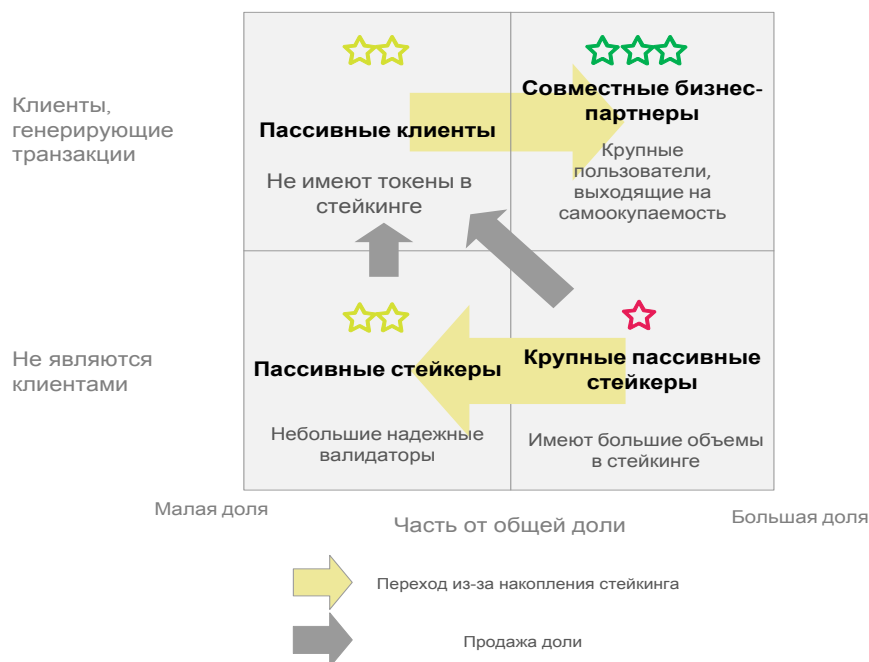 Клиенты,
генерирующие
транзакции
Пассивные клиенты
Не имеют токены в
стейкинге
Совместные бизнес-
партнеры
Крупные
пользователи,
выходящие на
самоокупаемость
Не являются
клиентами
Пассивные стейкеры
Небольшие надежные
валидаторы
Крупные пассивные
стейкеры
Имеют большие объемы
в стейкинге
Малая доля
Часть от общей доли
Большая доля
Переход из-за накопления стейкинга
Продажа доли